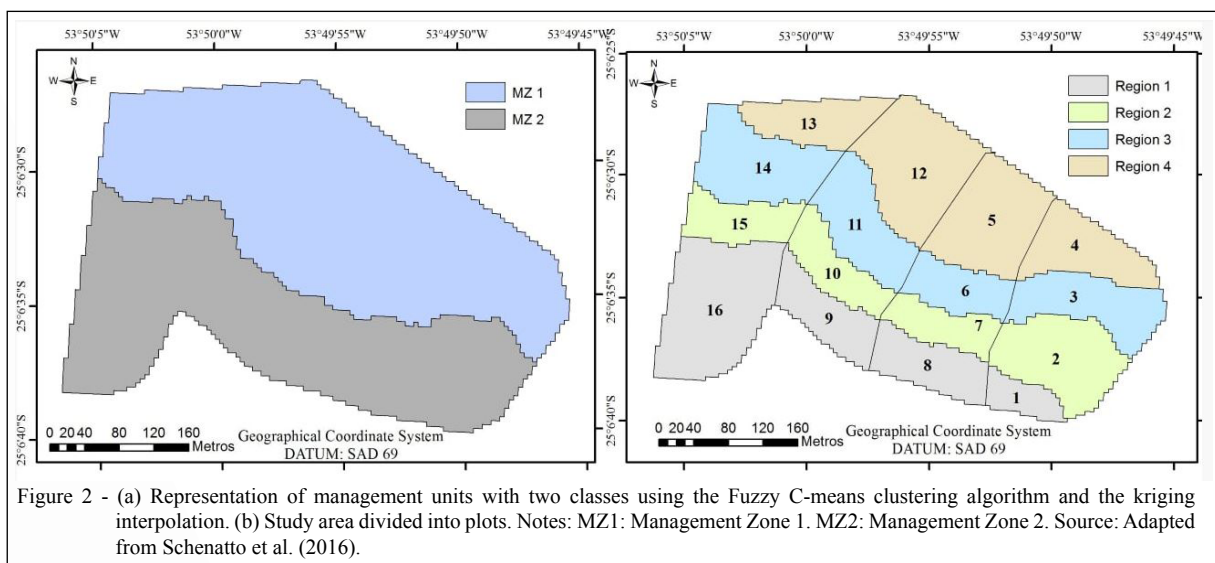 53°50'5"W 53°50'0"W 53°49'55"W 53°49'50"W 53°49'45"W
N
W E
S
MZ 1
MZ 2
25°6'30"S
25°6'35"S
25°6'40"S
0 20 40 80 120 160
Metros
Geographical Coordinate System
DATUM: SAD 69
53°50'5"W 53°50'0"W 53°49'55"W 53°49'50"W 53°49'45"W
25°6'25"S
N
W E
S
Region 1
Region 2
Region 3
Region 4
13
14
12
15
11
5
4
10
6
3
16
9
7
8
2
1
25°6'30"S
25°6'35"S
25°6'40"S
0 20 40 80 120 160
Metros
Geographical Coordinate System
DATUM: SAD 69
Figure 2 - (a) Representation of management units with two classes using the Fuzzy C-means clustering algorithm and the kriging
interpolation. (b) Study area divided into plots. Notes: MZ1: Management Zone 1. MZ2: Management Zone 2. Source: Adapted
from Schenatto et al. (2016).